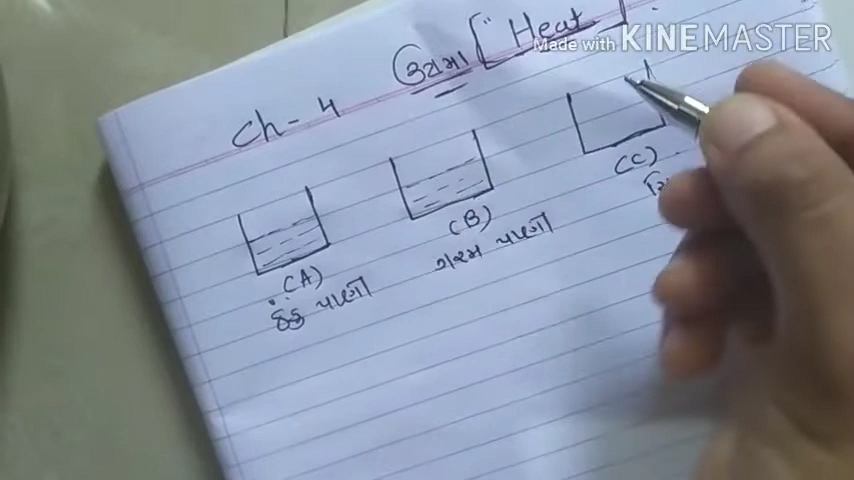 Made with KINEMASTER
Ch - 4 ઉષ્મા [" Heat
(A)
ઠંડુ પાણી
(B)
ગરમ પાણી
(C)